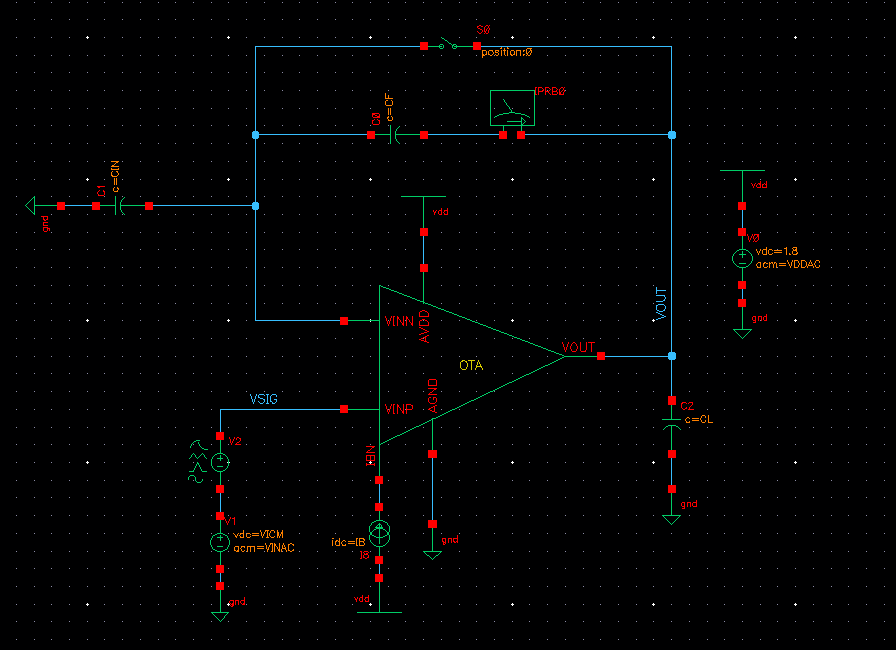 S0
position:0
IPRB0
C0
c=CF
C1
c=CIN
gnd
vdd
vdd
V0
vdc=1.8
acm=VDDAC
gnd
VINN
AVDD
VOUT
VOUT
OTA
VSIG
VINP
AGND
C2
c=CL
V2
IBN
gnd
V1
vdc=VICM
acm=VINAC
idc=IB
I8
gnd
vdd
gnd